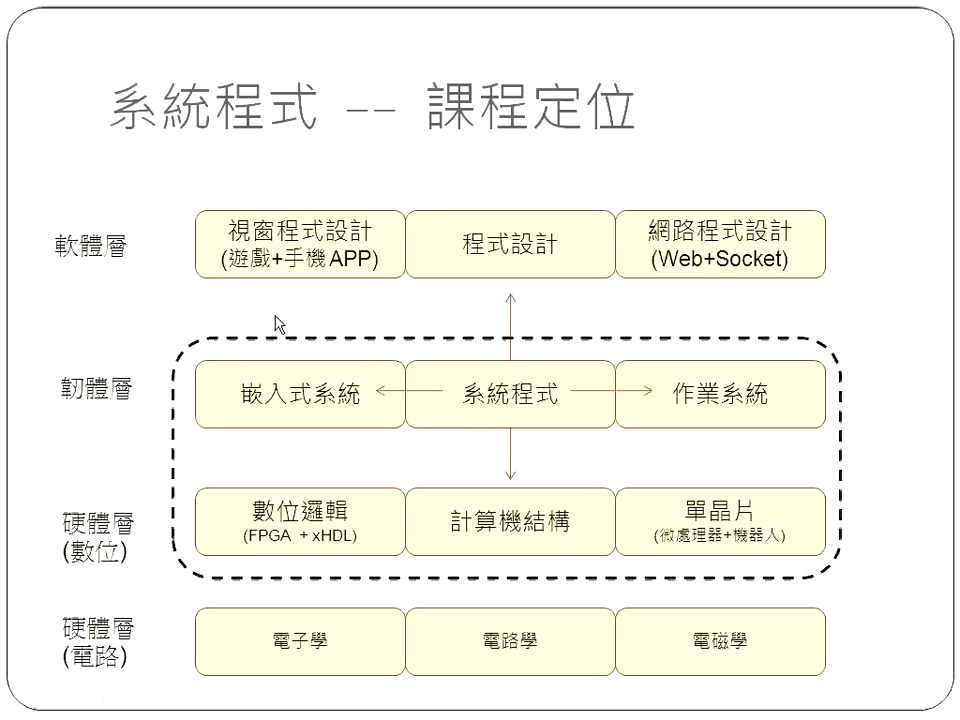 系統程式 -- 課程定位
軟體層
視窗程式設計
(遊戲+手機APP)
程式設計
網路程式設計
(Web+Socket)
韌體層
嵌入式系統
系統程式
作業系統
硬體層
(數位)
數位邏輯
(FPGA + xHDL)
計算機結構
單晶片
(微處理器+機器人)
硬體層
(電路)
電子學
電路學
電磁學